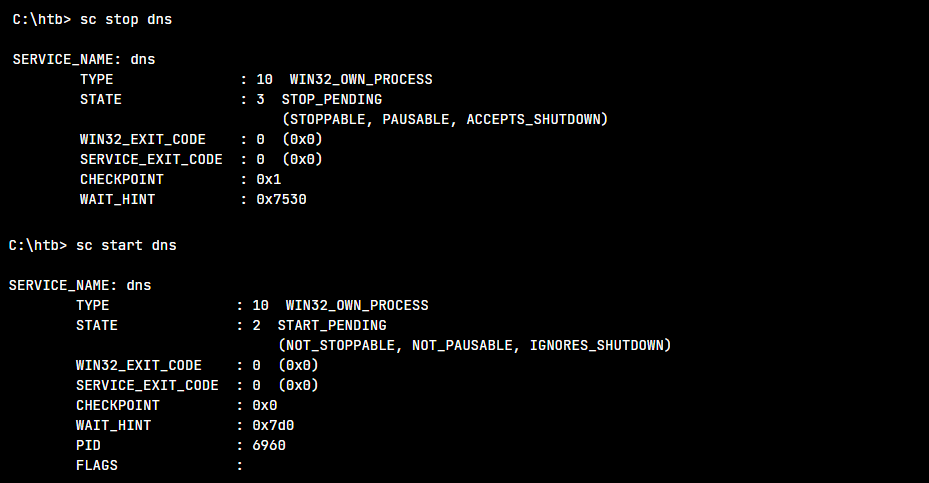 C:\htb> sc stop dns
SERVICE_NAME: dns
TYPE : 10 WIN32_OWN_PROCESS
STATE : 3 STOP_PENDING
(STOPPABLE, PAUSABLE, ACCEPTS_SHUTDOWN)
WIN32_EXIT_CODE : 0 (0x0)
SERVICE_EXIT_CODE : 0 (0x0)
CHECKPOINT : 0x1
WAIT_HINT : 0x7530
C:\htb> sc start dns
SERVICE_NAME: dns
TYPE : 10 WIN32_OWN_PROCESS
STATE : 2 START_PENDING
(NOT_STOPPABLE, NOT_PAUSABLE, IGNORES_SHUTDOWN)
WIN32_EXIT_CODE : 0 (0x0)
SERVICE_EXIT_CODE : 0 (0x0)
CHECKPOINT : 0x0
WAIT_HINT : 0x7d0
PID : 6960
FLAGS :